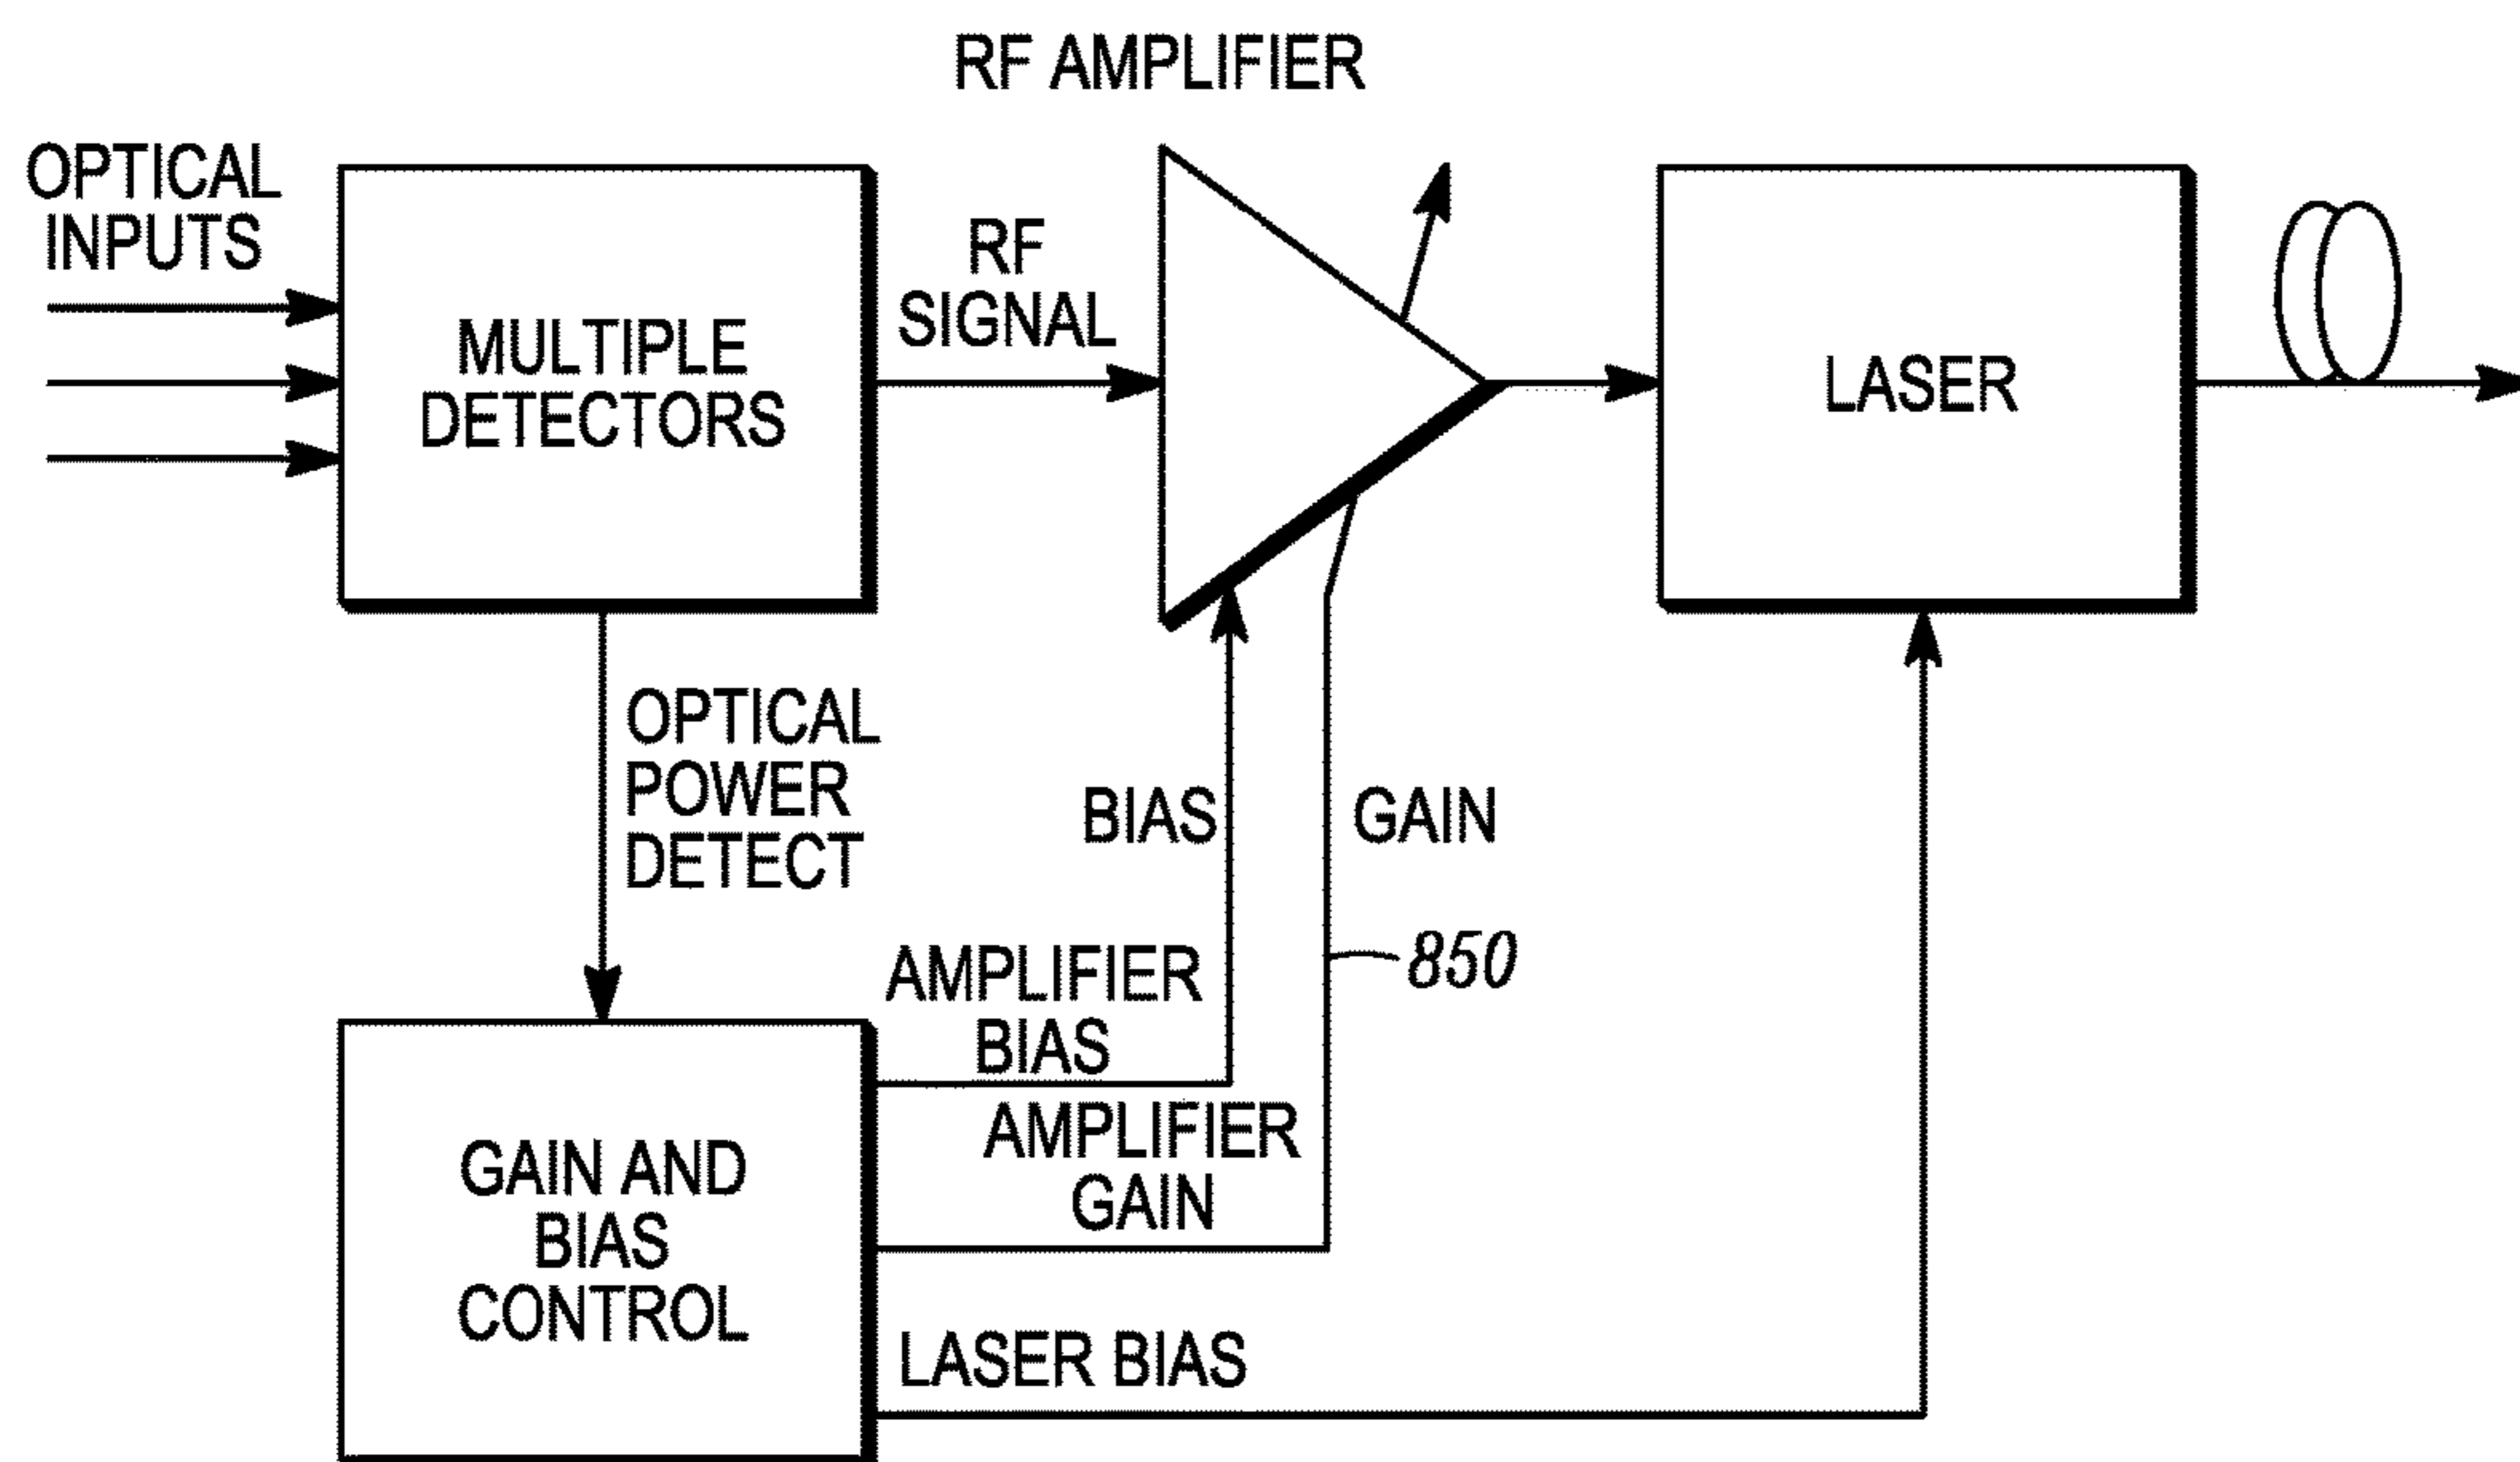 RF AMPLIFIER
OPTICAL
INPUTS
MULTIPLE
DETECTORS
RF
SIGNAL
LASER
OPTICAL
POWER
DETECT
BIAS
GAIN
850
AMPLIFIER
BIAS
AMPLIFIER
GAIN
GAIN AND
BIAS
CONTROL
LASER BIAS